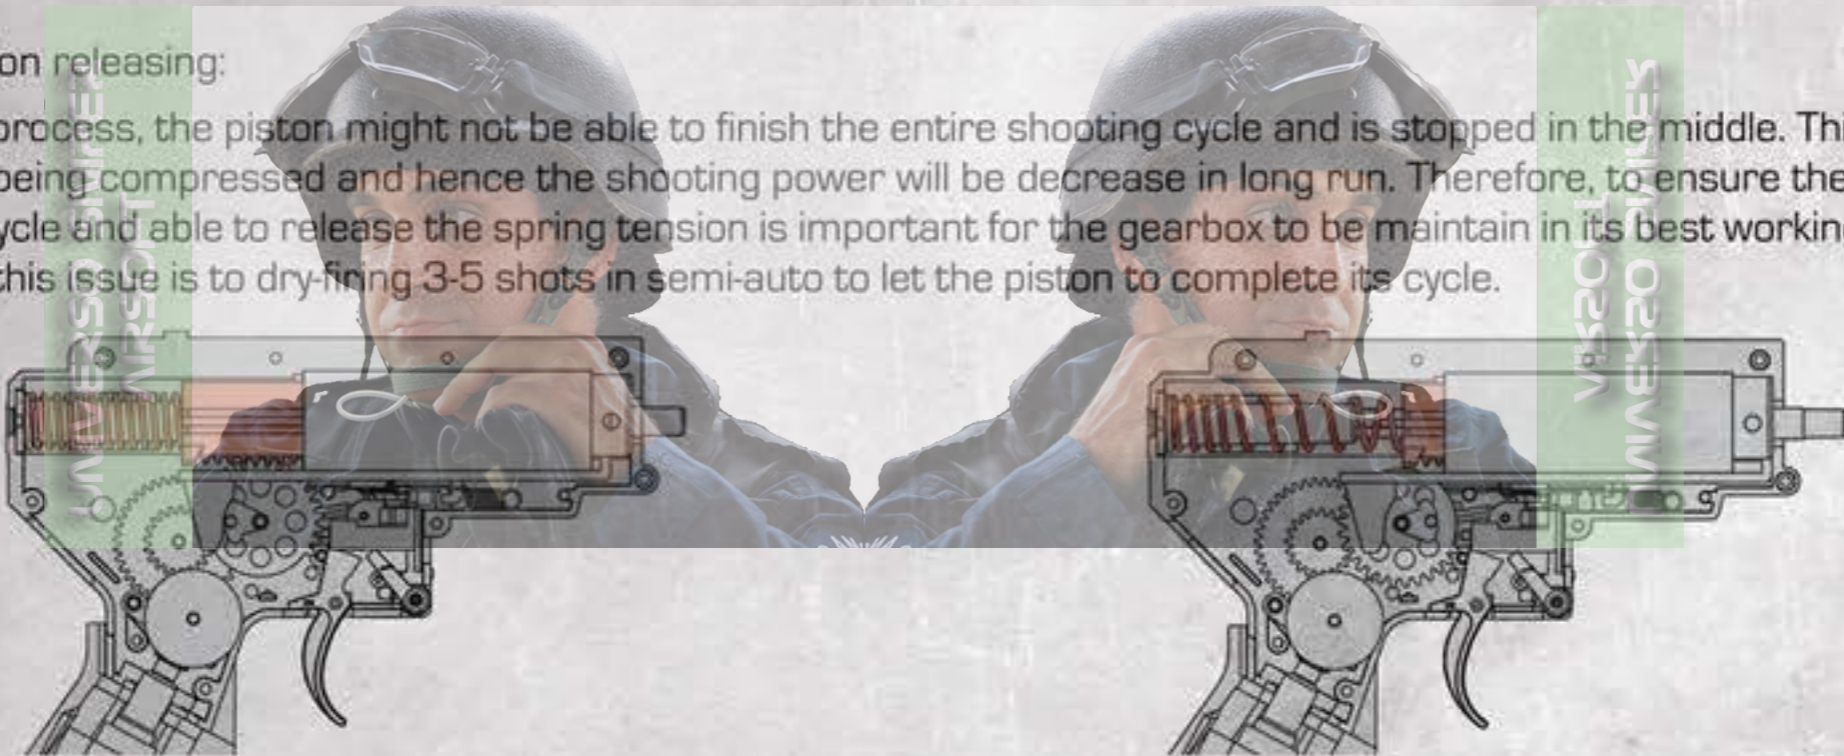 on releasing:
process, the piston might not be able to finish the entire shooting cycle and is stopped in the middle. Thi
being compressed and hence the shooting power will be decrease in long run. Therefore, to ensure the
ycle and able to release the spring tension is important for the gearbox to be maintain in its best workin
this issue is to dry-firing 3-5 shots in semi-auto to let the piston to complete its cycle.